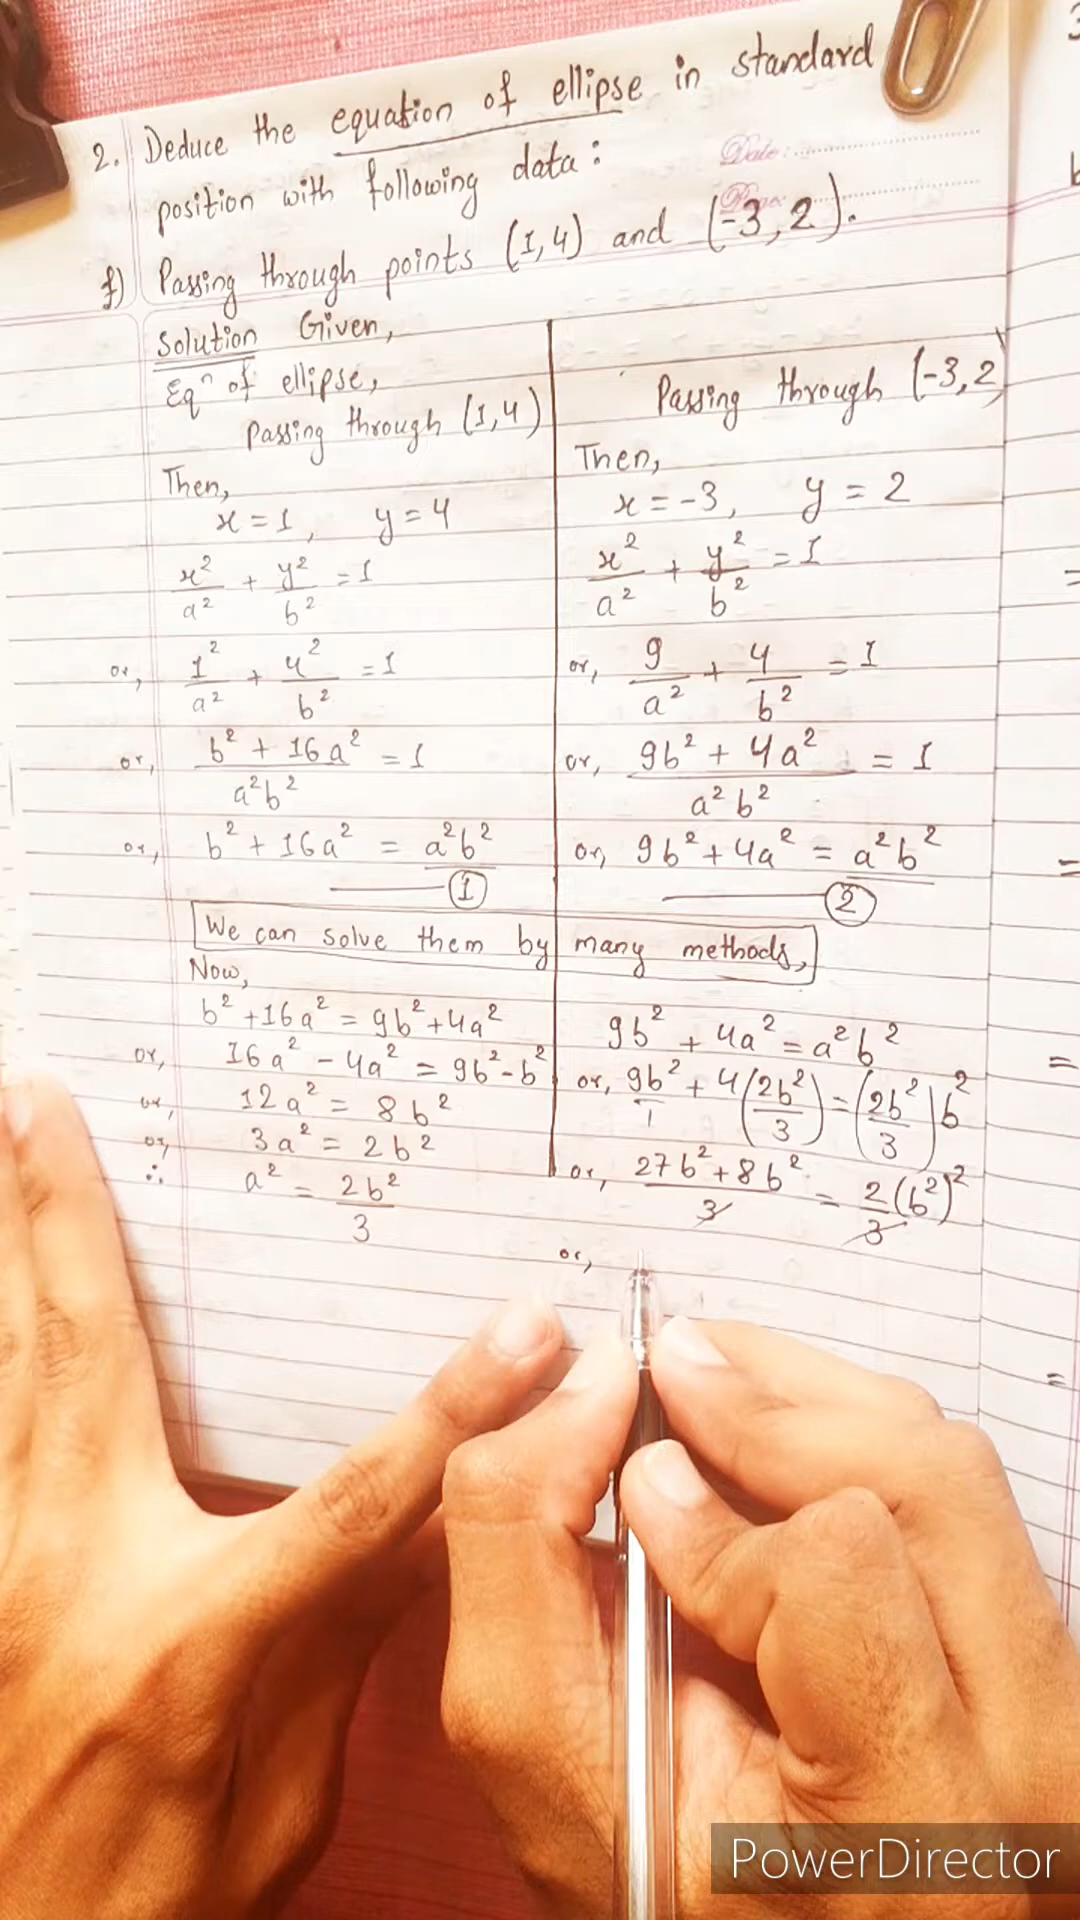 2. Deduce the equation of ellipse in standard
Date:
position with following data:
Page:
f) Passing through points (1,4) and (-3,2).
Solution Given,
Eqⁿ of ellipse,
Passing through (1,4)
Then,
x = 1, y = 4
x²/a² + y²/b² = 1
or, 1²/a² + 4²/b² = 1
or, (b² + 16a²)/a²b² = 1
or, b² + 16a² = a²b²
①
Passing through (-3,2
Then,
x = -3, y = 2
x²/a² + y²/b² = 1
or, 9/a² + 4/b² = 1
or, (9b² + 4a²)/a²b² = 1
or, 9b² + 4a² = a²b²
②
We can solve them by many methods,
Now,
b² + 16a² = 9b² + 4a²
or, 16a² - 4a² = 9b² - b²
or, 12a² = 8b²
or, 3a² = 2b²
∴ a² = 2b²/3
9b² + 4a² = a²b²
or, 9b²/1 + 4(2b²/3) = (2b²/3)b²
or, (27b² + 8b²)/3 = 2/3(b²)²
or,
PowerDirector